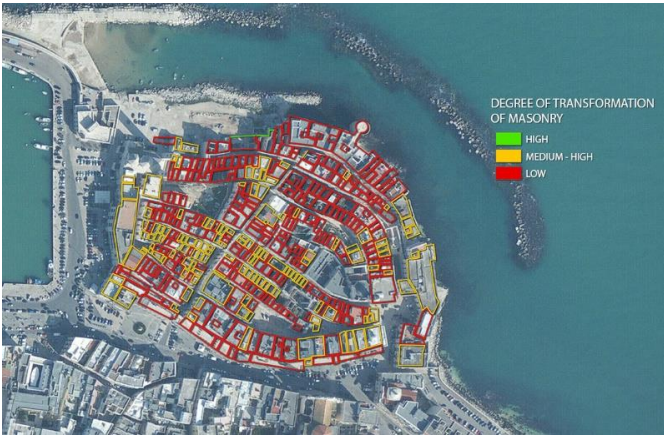 DEGREE OF TRANSFORMATION
OF MASONRY
HIGH
MEDIUM - HIGH
LOW